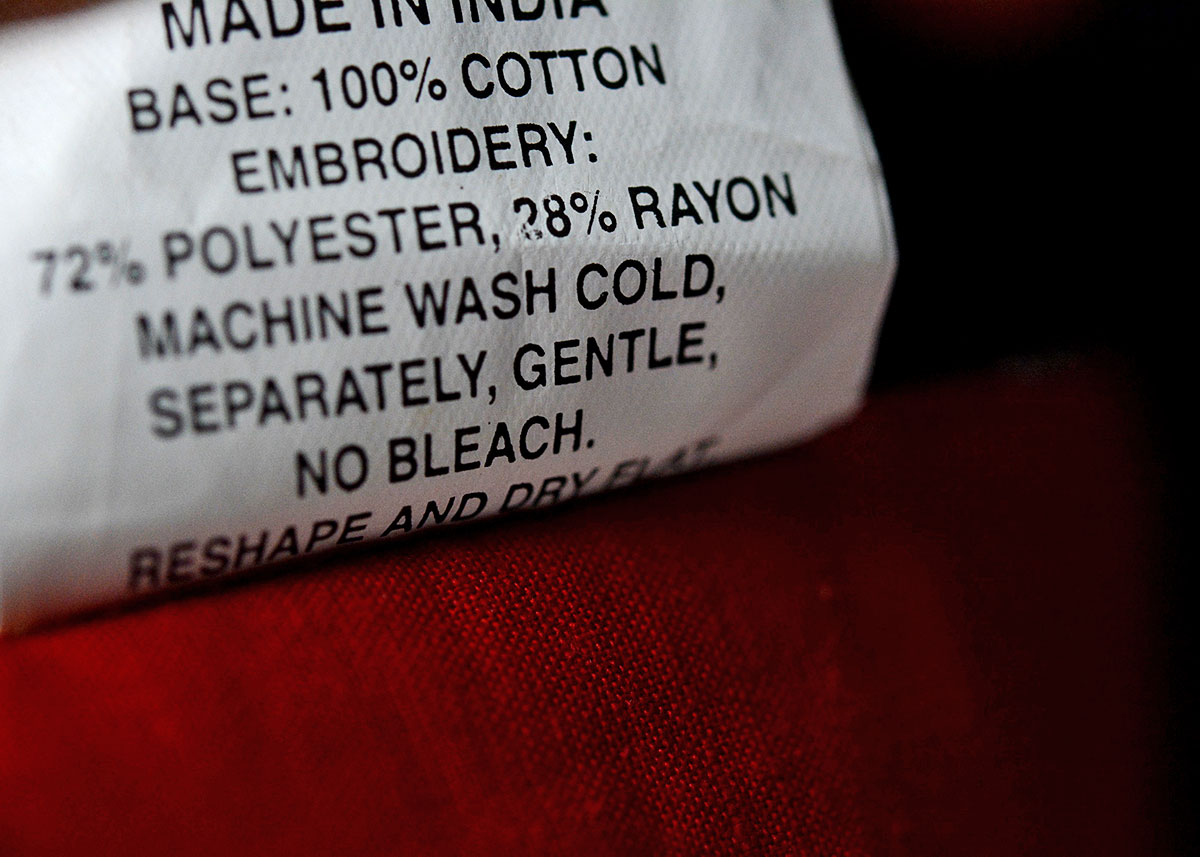 MADE IN INDIA
BASE: 100% COTTON
EMBROIDERY:
72% POLYESTER, 28% RAYON
MACHINE WASH COLD,
SEPARATELY, GENTLE,
NO BLEACH.
RESHAPE AND DRY FLAT.